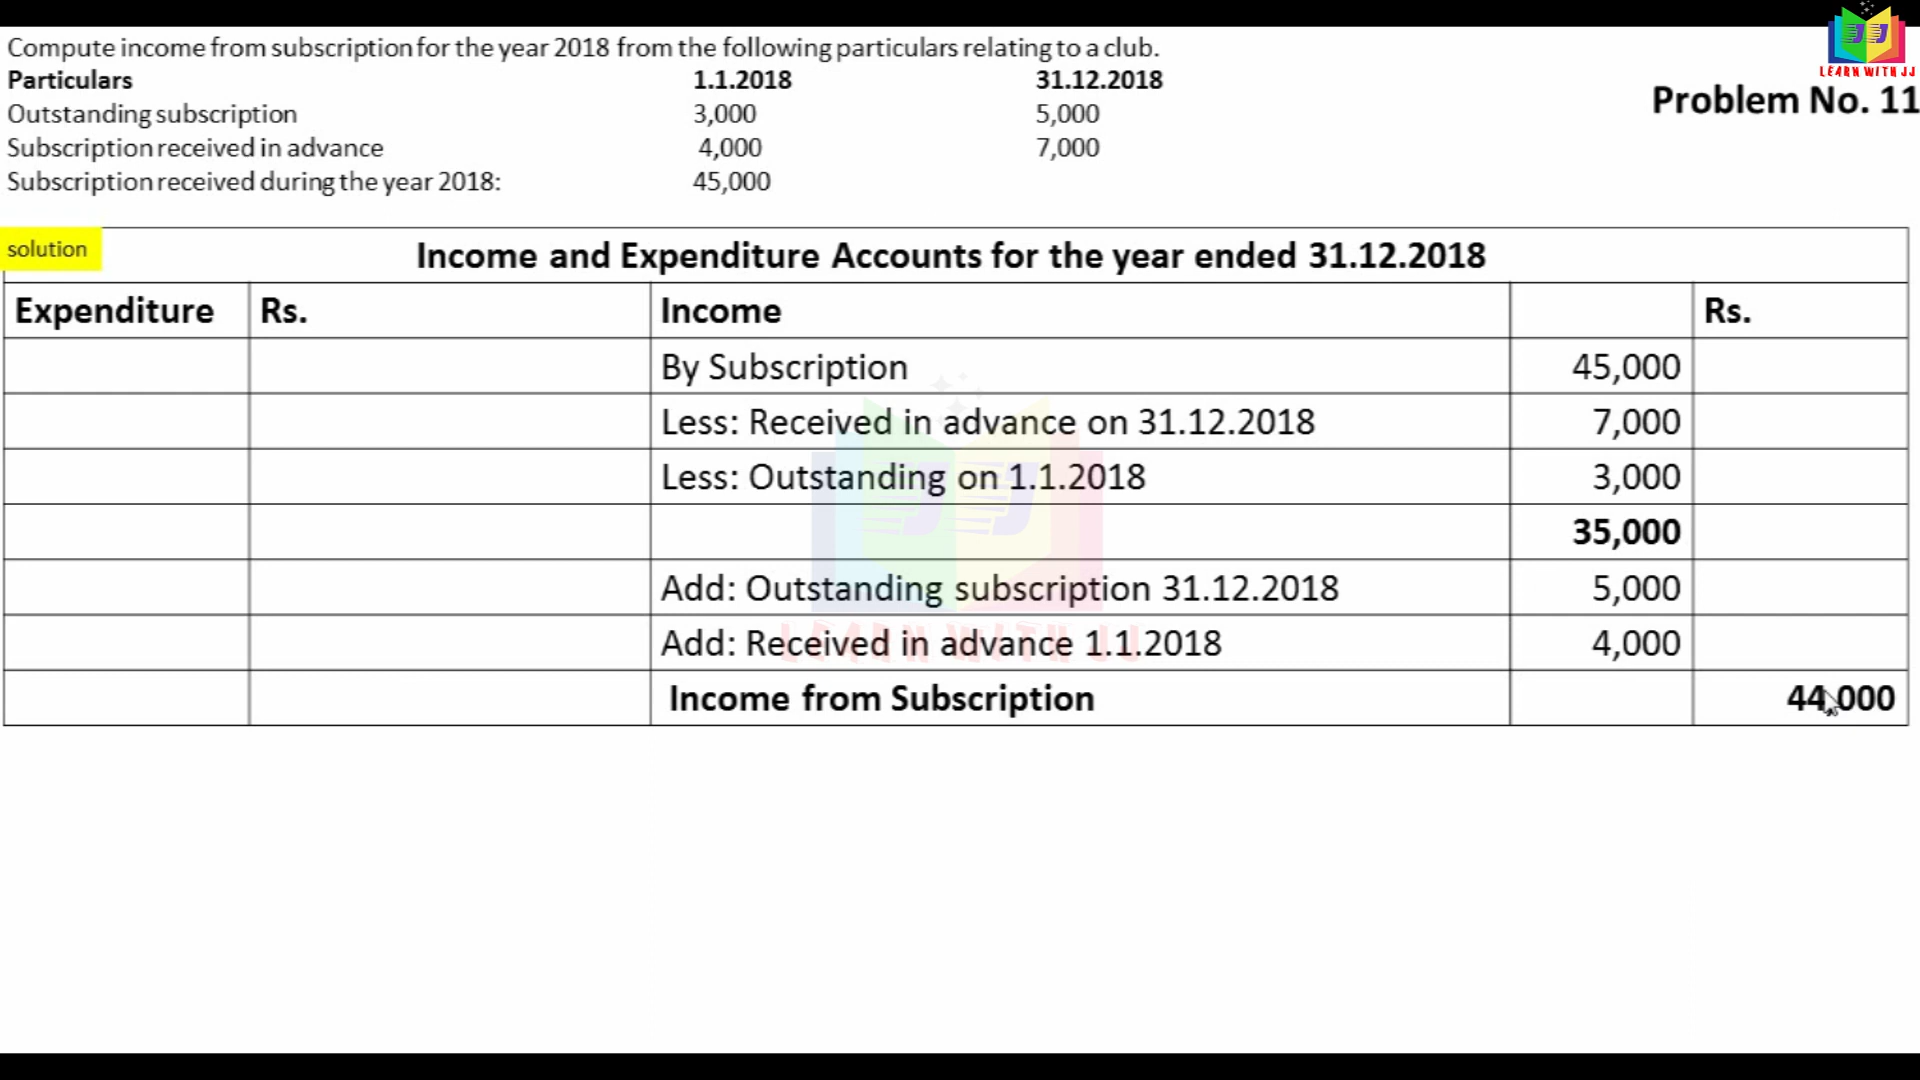 LEARN WITH JJ
Compute income from subscription for the year 2018 from the following particulars relating to a club.
Particulars 1.1.2018 31.12.2018
Problem No. 11
Outstanding subscription 3,000 5,000
Subscription received in advance 4,000 7,000
Subscription received during the year 2018: 45,000
solution
Income and Expenditure Accounts for the year ended 31.12.2018
Expenditure Rs. Income Rs.
By Subscription 45,000
Less: Received in advance on 31.12.2018 7,000
Less: Outstanding on 1.1.2018 3,000
35,000
Add: Outstanding subscription 31.12.2018 5,000
Add: Received in advance 1.1.2018 4,000
LEARN WITH JJ
Income from Subscription 44,000